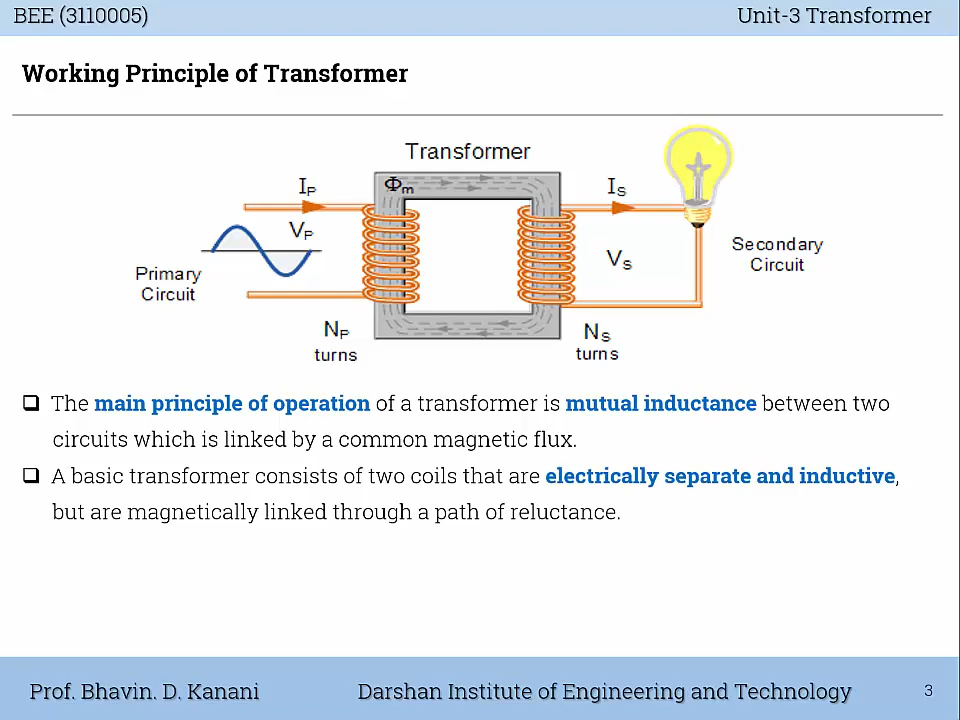 BEE (3110005) Unit-3 Transformer
Working Principle of Transformer
Transformer
Φm
IP
IS
VP
VS
Primary
Circuit
Secondary
Circuit
NP
turns
NS
turns
❑ The main principle of operation of a transformer is mutual inductance between two
circuits which is linked by a common magnetic flux.
❑ A basic transformer consists of two coils that are electrically separate and inductive,
but are magnetically linked through a path of reluctance.
Prof. Bhavin. D. Kanani Darshan Institute of Engineering and Technology 3